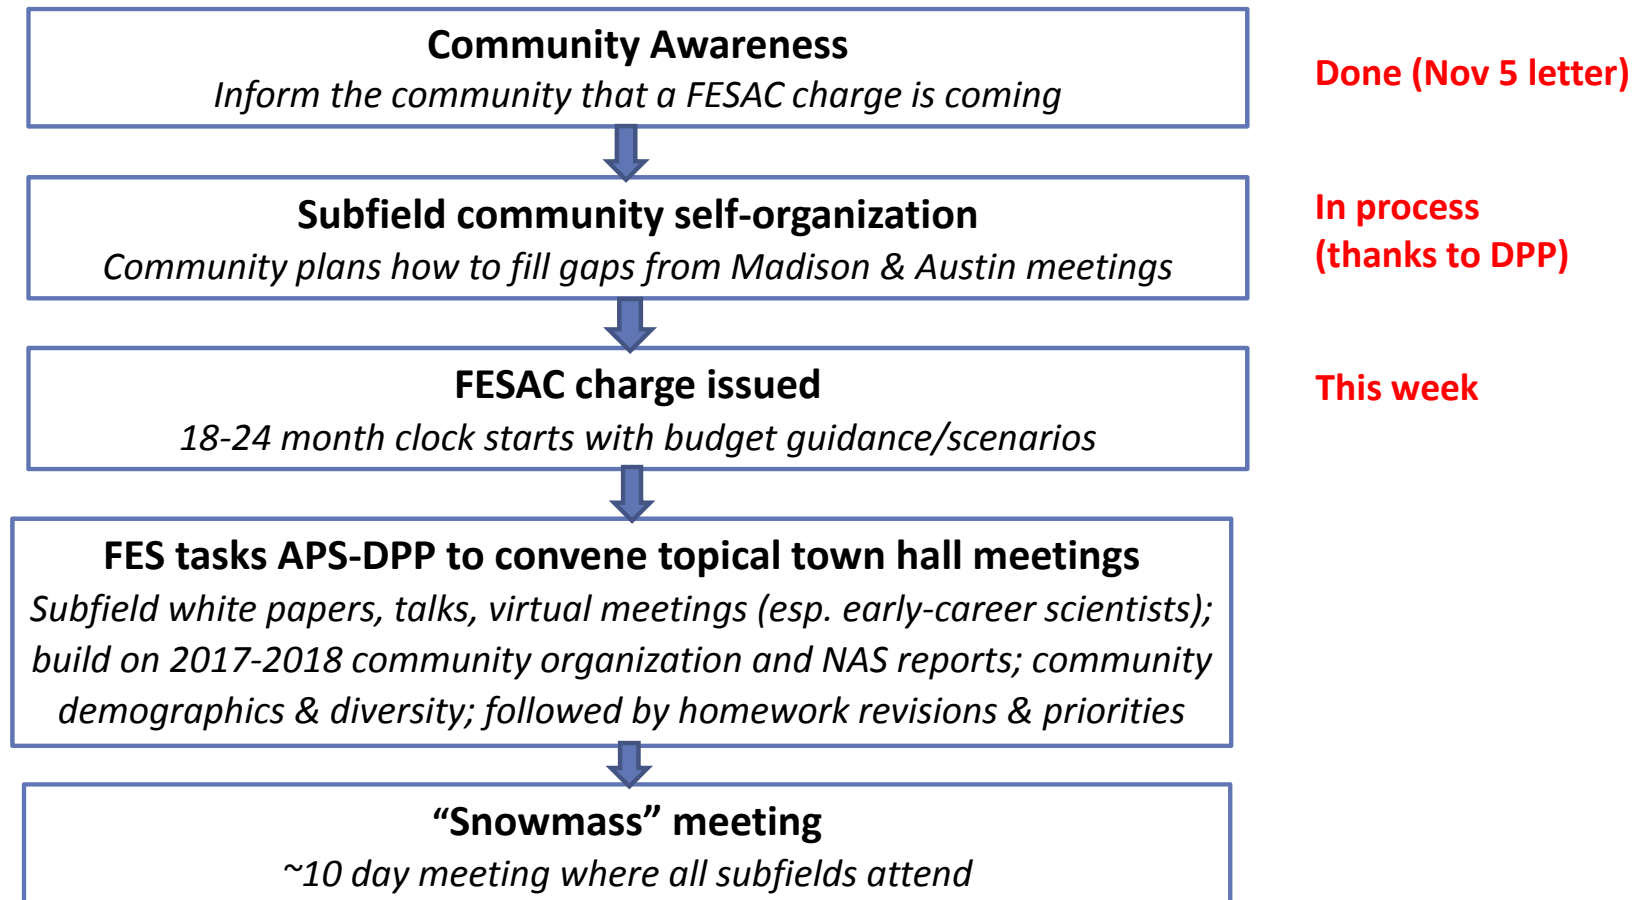 Community Awareness
Inform the community that a FESAC charge is coming
Done (Nov 5 letter)
Subfield community self-organization
Community plans how to fill gaps from Madison & Austin meetings
In process
(thanks to DPP)
FESAC charge issued
18-24 month clock starts with budget guidance/scenarios
This week
FES tasks APS-DPP to convene topical town hall meetings
Subfield white papers, talks, virtual meetings (esp. early-career scientists);
build on 2017-2018 community organization and NAS reports; community
demographics & diversity; followed by homework revisions & priorities
“Snowmass” meeting
~10 day meeting where all subfields attend